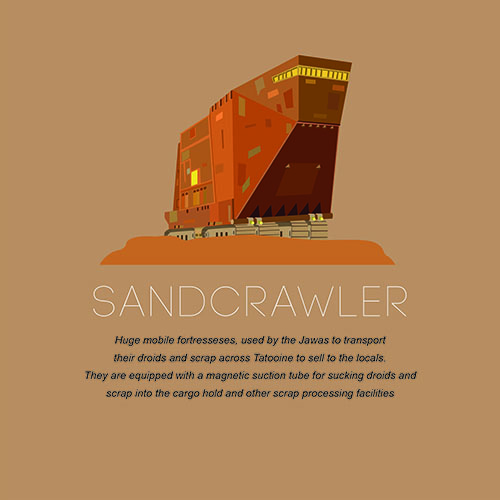 SANDCRAWLER
Huge mobile fortresseses, used by the Jawas to transport
their droids and scrap across Tatooine to sell to the locals.
They are equipped with a magnetic suction tube for sucking droids and
scrap into the cargo hold and other scrap processing facilities